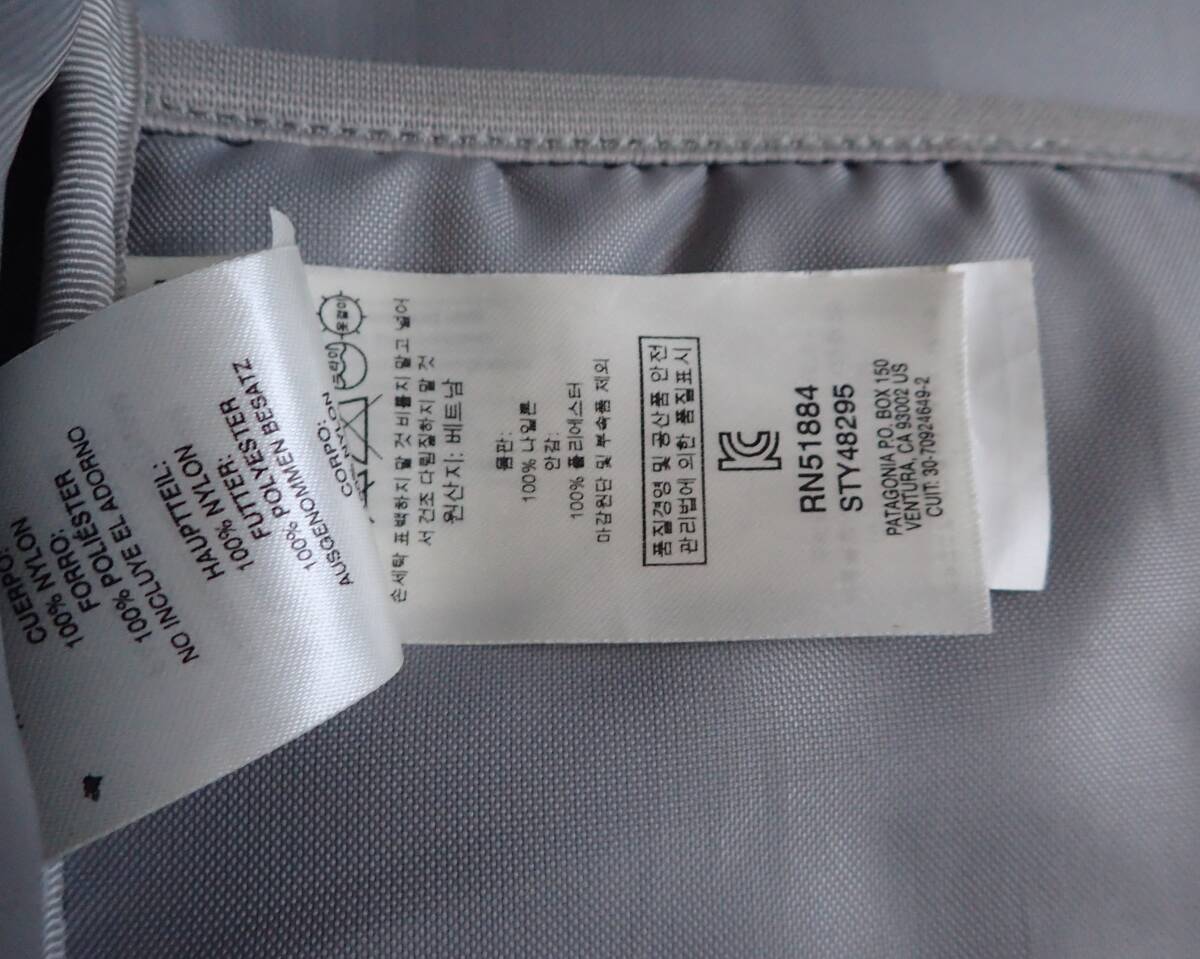 CUERPO:
100% NYLON
FORRO:
100% POLIÉSTER
NO INCLUYE EL ADORNO
HAUPTTEIL:
100% NYLON
FUTTER:
100% POLYESTER
AUSGENOMMEN BESATZ
CORPO:
손세탁 표백하지말 것 비틀지 말고 널어
서 건조 다림질하지 말 것
원산지: 베트남
몸판:
100% 나일론
안감:
100% 폴리에스터
마감원단 및 부속품 제외
품질경영 및 공산품 안전
관리법에 의한 품질표시
RN51884
STY48295
PATAGONIA P.O. BOX 150
VENTURA, CA 93002 US
CUIT: 30-70924649-2